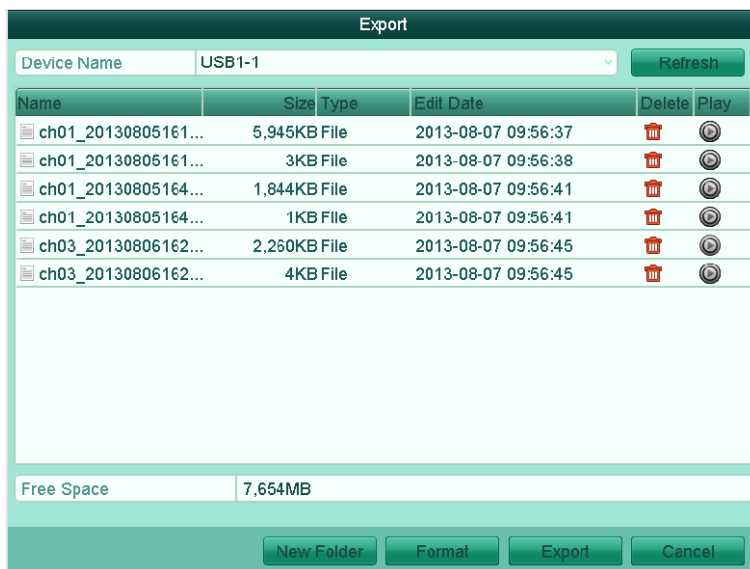 Export
Device Name USB1-1 Refresh
Name Size Type Edit Date Delete Play
ch01_20130805161... 5,945KB File 2013-08-07 09:56:37
ch01_20130805161... 3KB File 2013-08-07 09:56:38
ch01_20130805164... 1,844KB File 2013-08-07 09:56:41
ch01_20130805164... 1KB File 2013-08-07 09:56:41
ch03_20130806162... 2,260KB File 2013-08-07 09:56:45
ch03_20130806162... 4KB File 2013-08-07 09:56:45
Free Space 7,654MB
New Folder Format Export Cancel